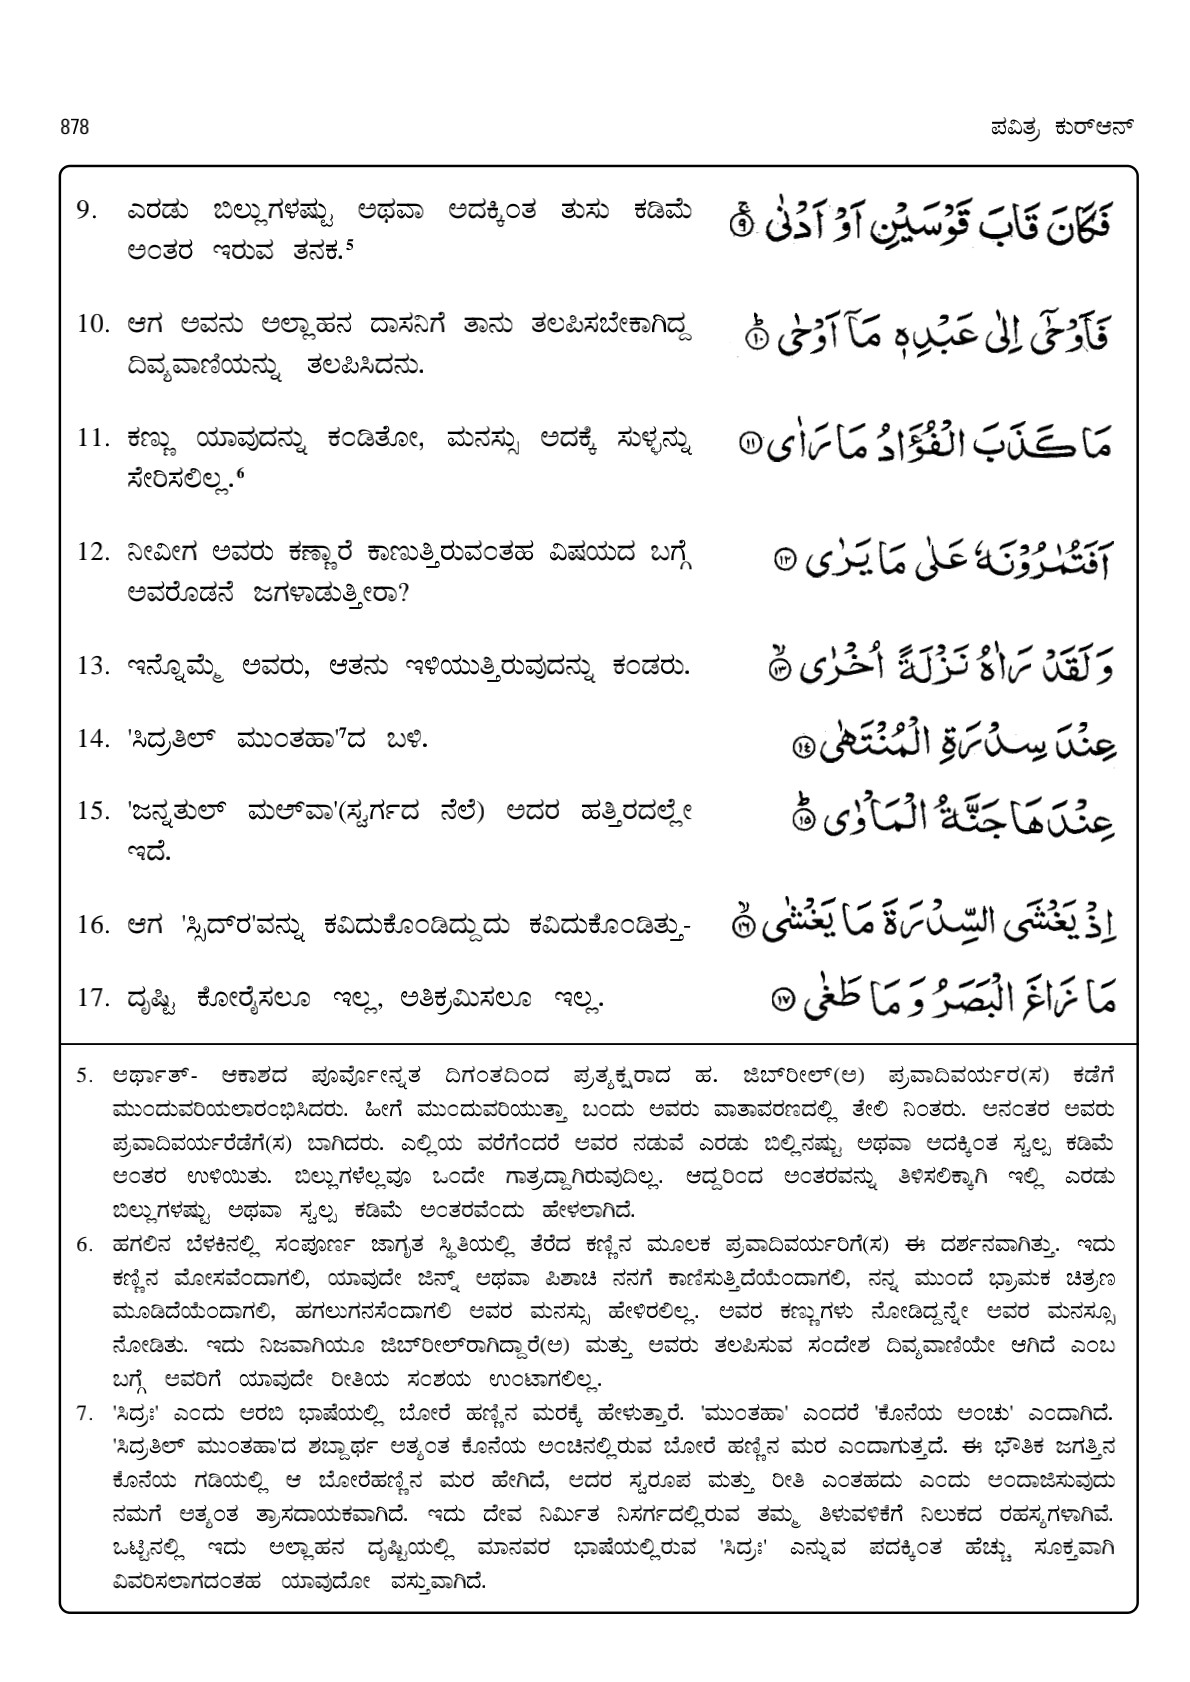 878 ಪವಿತ್ರ ಕುರ್‌ಆನ್
9. ಎರಡು ಬಿಲ್ಲುಗಳಷ್ಟು ಅಥವಾ ಅದಕ್ಕಿಂತ ತುಸು ಕಡಿಮೆ
ಅಂತರ ಇರುವ ತನಕ.5
فَكَانَ قَابَ قَوْسَيْنِ اَوْ اَدْنٰى ۚ ﴿٩﴾
10. ಆಗ ಅವನು ಅಲ್ಲಾಹನ ದಾಸನಿಗೆ ತಾನು ತಲಪಿಸಬೇಕಾಗಿದ್ದ
ದಿವ್ಯವಾಣಿಯನ್ನು ತಲಪಿಸಿದನು.
فَاَوْحٰٓى اِلٰى عَبْدِهٖ مَآ اَوْحٰى ؕ ﴿١٠﴾
11. ಕಣ್ಣು ಯಾವುದನ್ನು ಕಂಡಿತೋ, ಮನಸ್ಸು ಅದಕ್ಕೆ ಸುಳ್ಳನ್ನು
ಸೇರಿಸಲಿಲ್ಲ.6
مَا كَذَبَ الْفُؤَادُ مَا رَاٰى ﴿١١﴾
12. ನೀವೀಗ ಅವರು ಕಣ್ಣಾರೆ ಕಾಣುತ್ತಿರುವಂತಹ ವಿಷಯದ ಬಗ್ಗೆ
ಅವರೊಡನೆ ಜಗಳಾಡುತ್ತೀರಾ?
اَفَتُمٰرُوْنَهٗ عَلٰى مَا يَرٰى ﴿١٢﴾
13. ಇನ್ನೊಮ್ಮೆ ಅವರು, ಆತನು ಇಳಿಯುತ್ತಿರುವುದನ್ನು ಕಂಡರು.
وَلَقَدْ رَاٰهُ نَزْلَةً اُخْرٰى ۙ ﴿١٣﴾
14. 'ಸಿದ್ರತಿಲ್ ಮುಂತಹಾ'7ದ ಬಳಿ.
عِنْدَ سِدْرَةِ الْمُنْتَهٰى ﴿١٤﴾
15. 'ಜನ್ನತುಲ್ ಮಆ್‌ವಾ'(ಸ್ವರ್ಗದ ನೆಲೆ) ಅದರ ಹತ್ತಿರದಲ್ಲೇ
ಇದೆ.
عِنْدَهَا جَنَّةُ الْمَاْوٰى ؕ ﴿١٥﴾
16. ಆಗ 'ಸ್ಸಿದ್‌ರ'ವನ್ನು ಕವಿದುಕೊಂಡಿದ್ದುದು ಕವಿದುಕೊಂಡಿತ್ತು-
اِذْ يَغْشَى السِّدْرَةَ مَا يَغْشٰى ۙ ﴿١٦﴾
17. ದೃಷ್ಟಿ ಕೋರೈಸಲೂ ಇಲ್ಲ, ಅತಿಕ್ರಮಿಸಲೂ ಇಲ್ಲ.
مَا زَاغَ الْبَصَرُ وَمَا طَغٰى ﴿١٧﴾
5. ಅರ್ಥಾತ್- ಆಕಾಶದ ಪೂರ್ವೋನ್ನತ ದಿಗಂತದಿಂದ ಪ್ರತ್ಯಕ್ಷರಾದ ಹ. ಜಿಬ್‌ರೀಲ್(ಅ) ಪ್ರವಾದಿವರ್ಯರ(ಸ) ಕಡೆಗೆ
ಮುಂದುವರಿಯಲಾರಂಭಿಸಿದರು. ಹೀಗೆ ಮುಂದುವರಿಯುತ್ತಾ ಬಂದು ಅವರು ವಾತಾವರಣದಲ್ಲಿ ತೇಲಿ ನಿಂತರು. ಅನಂತರ ಅವರು
ಪ್ರವಾದಿವರ್ಯರೆಡೆಗೆ(ಸ) ಬಾಗಿದರು. ಎಲ್ಲಿಯ ವರೆಗೆಂದರೆ ಅವರ ನಡುವೆ ಎರಡು ಬಿಲ್ಲಿನಷ್ಟು ಅಥವಾ ಅದಕ್ಕಿಂತ ಸ್ವಲ್ಪ ಕಡಿಮೆ
ಅಂತರ ಉಳಿಯಿತು. ಬಿಲ್ಲುಗಳೆಲ್ಲವೂ ಒಂದೇ ಗಾತ್ರದ್ದಾಗಿರುವುದಿಲ್ಲ. ಆದ್ದರಿಂದ ಅಂತರವನ್ನು ತಿಳಿಸಲಿಕ್ಕಾಗಿ ಇಲ್ಲಿ ಎರಡು
ಬಿಲ್ಲುಗಳಷ್ಟು ಅಥವಾ ಸ್ವಲ್ಪ ಕಡಿಮೆ ಅಂತರವೆಂದು ಹೇಳಲಾಗಿದೆ.
6. ಹಗಲಿನ ಬೆಳಕಿನಲ್ಲಿ ಸಂಪೂರ್ಣ ಜಾಗೃತ ಸ್ಥಿತಿಯಲ್ಲಿ ತೆರೆದ ಕಣ್ಣಿನ ಮೂಲಕ ಪ್ರವಾದಿವರ್ಯರಿಗೆ(ಸ) ಈ ದರ್ಶನವಾಗಿತ್ತು. ಇದು
ಕಣ್ಣಿನ ಮೋಸವೆಂದಾಗಲಿ, ಯಾವುದೇ ಜಿನ್ನ್ ಅಥವಾ ಪಿಶಾಚಿ ನನಗೆ ಕಾಣಿಸುತ್ತಿದೆಯೆಂದಾಗಲಿ, ನನ್ನ ಮುಂದೆ ಭ್ರಾಮಕ ಚಿತ್ರಣ
ಮೂಡಿದೆಯೆಂದಾಗಲಿ, ಹಗಲುಗನಸೆಂದಾಗಲಿ ಅವರ ಮನಸ್ಸು ಹೇಳಿರಲಿಲ್ಲ. ಅವರ ಕಣ್ಣುಗಳು ನೋಡಿದ್ದನ್ನೇ ಅವರ ಮನಸ್ಸೂ
ನೋಡಿತು. ಇದು ನಿಜವಾಗಿಯೂ ಜಿಬ್‌ರೀಲ್‌ರಾಗಿದ್ದಾರೆ(ಅ) ಮತ್ತು ಅವರು ತಲಪಿಸುವ ಸಂದೇಶ ದಿವ್ಯವಾಣಿಯೇ ಆಗಿದೆ ಎಂಬ
ಬಗ್ಗೆ ಅವರಿಗೆ ಯಾವುದೇ ರೀತಿಯ ಸಂಶಯ ಉಂಟಾಗಲಿಲ್ಲ.
7. 'ಸಿದ್ರಃ' ಎಂದು ಅರಬಿ ಭಾಷೆಯಲ್ಲಿ ಬೋರೆ ಹಣ್ಣಿನ ಮರಕ್ಕೆ ಹೇಳುತ್ತಾರೆ. 'ಮುಂತಹಾ' ಎಂದರೆ 'ಕೊನೆಯ ಅಂಚು' ಎಂದಾಗಿದೆ.
'ಸಿದ್ರತಿಲ್ ಮುಂತಹಾ'ದ ಶಬ್ದಾರ್ಥ ಅತ್ಯಂತ ಕೊನೆಯ ಅಂಚಿನಲ್ಲಿರುವ ಬೋರೆ ಹಣ್ಣಿನ ಮರ ಎಂದಾಗುತ್ತದೆ. ಈ ಭೌತಿಕ ಜಗತ್ತಿನ
ಕೊನೆಯ ಗಡಿಯಲ್ಲಿ ಆ ಬೋರೆಹಣ್ಣಿನ ಮರ ಹೇಗಿದೆ, ಅದರ ಸ್ವರೂಪ ಮತ್ತು ರೀತಿ ಎಂತಹದು ಎಂದು ಅಂದಾಜಿಸುವುದು
ನಮಗೆ ಅತ್ಯಂತ ತ್ರಾಸದಾಯಕವಾಗಿದೆ. ಇದು ದೇವ ನಿರ್ಮಿತ ನಿಸರ್ಗದಲ್ಲಿರುವ ತಮ್ಮ ತಿಳುವಳಿಕೆಗೆ ನಿಲುಕದ ರಹಸ್ಯಗಳಾಗಿವೆ.
ಒಟ್ಟಿನಲ್ಲಿ ಇದು ಅಲ್ಲಾಹನ ದೃಷ್ಟಿಯಲ್ಲಿ ಮಾನವರ ಭಾಷೆಯಲ್ಲಿರುವ 'ಸಿದ್ರಃ' ಎನ್ನುವ ಪದಕ್ಕಿಂತ ಹೆಚ್ಚು ಸೂಕ್ತವಾಗಿ
ವಿವರಿಸಲಾಗದಂತಹ ಯಾವುದೋ ವಸ್ತುವಾಗಿದೆ.